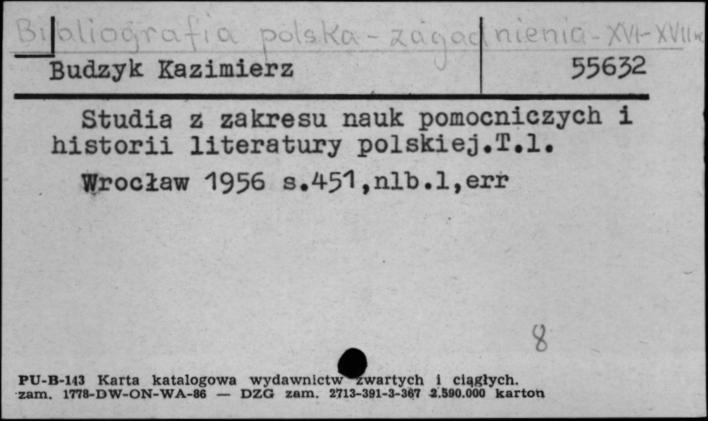 Bibliografia polska - zagadnienia - XVI-XVII w
Budzyk Kazimierz 55632
Studia z zakresu nauk pomocniczych i
historii literatury polskiej.T.1.
Wrocław 1956 s.451,nlb.1,err
8
PU-B-143 Karta katalogowa wydawnictw zwartych i ciągłych.
zam. 1778-DW-ON-WA-86 — DZG zam. 2713-391-3-367 2.590.000 karton